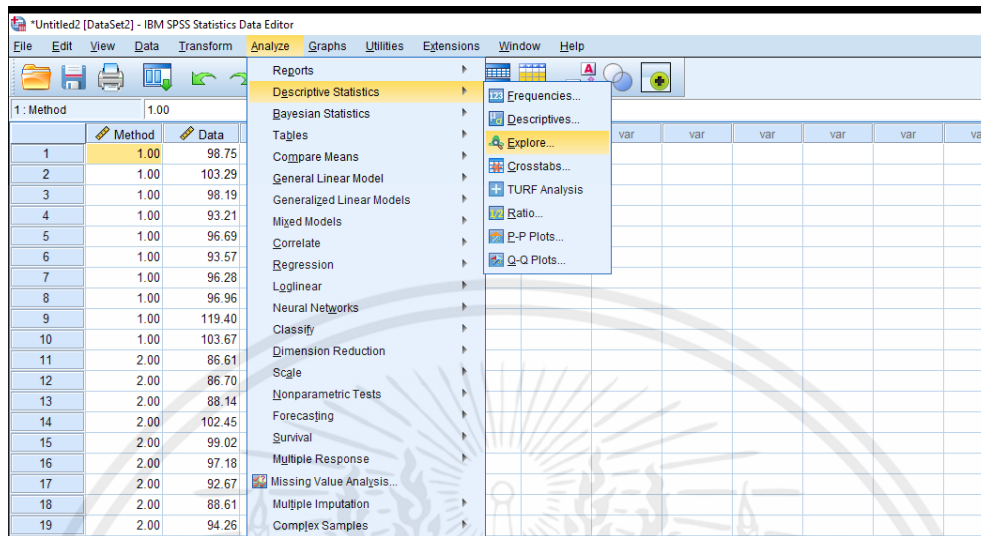 *Untitled2 [DataSet2] - IBM SPSS Statistics Data Editor
File Edit View Data Transform Analyze Graphs Utilities Extensions Window Help
1 : Method 1.00
Method Data var var var var var va
1 1.00 98.75
2 1.00 103.29
3 1.00 98.19
4 1.00 93.21
5 1.00 96.69
6 1.00 93.57
7 1.00 96.28
8 1.00 96.96
9 1.00 119.40
10 1.00 103.67
11 2.00 86.61
12 2.00 86.70
13 2.00 88.14
14 2.00 102.45
15 2.00 99.02
16 2.00 97.18
17 2.00 92.67
18 2.00 88.61
19 2.00 94.26
Reports
Descriptive Statistics
Bayesian Statistics
Tables
Compare Means
General Linear Model
Generalized Linear Models
Mixed Models
Correlate
Regression
Loglinear
Neural Networks
Classify
Dimension Reduction
Scale
Nonparametric Tests
Forecasting
Survival
Multiple Response
Missing Value Analysis...
Multiple Imputation
Complex Samples
123 Frequencies...
Descriptives...
Explore...
Crosstabs...
TURF Analysis
1/2 Ratio...
P-P Plots...
Q-Q Plots...
A